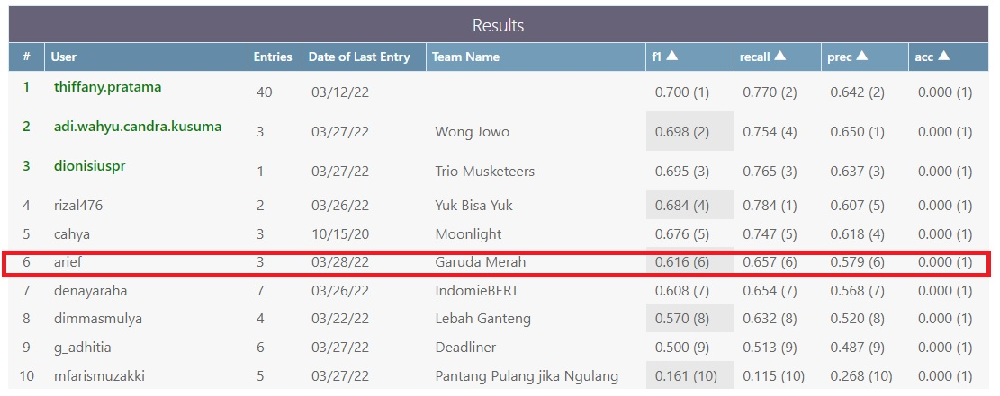 Results
# User Entries Date of Last Entry Team Name f1 ▲ recall ▲ prec ▲ acc ▲
1 thiffany.pratama 40 03/12/22 0.700 (1) 0.770 (2) 0.642 (2) 0.000 (1)
2 adi.wahyu.candra.kusuma 3 03/27/22 Wong Jowo 0.698 (2) 0.754 (4) 0.650 (1) 0.000 (1)
3 dionisiuspr 1 03/27/22 Trio Musketeers 0.695 (3) 0.765 (3) 0.637 (3) 0.000 (1)
4 rizal476 2 03/26/22 Yuk Bisa Yuk 0.684 (4) 0.784 (1) 0.607 (5) 0.000 (1)
5 cahya 3 10/15/20 Moonlight 0.676 (5) 0.747 (5) 0.618 (4) 0.000 (1)
6 arief 3 03/28/22 Garuda Merah 0.616 (6) 0.657 (6) 0.579 (6) 0.000 (1)
7 denayaraha 7 03/26/22 IndomieBERT 0.608 (7) 0.654 (7) 0.568 (7) 0.000 (1)
8 dimmasmulya 4 03/22/22 Lebah Ganteng 0.570 (8) 0.632 (8) 0.520 (8) 0.000 (1)
9 g_adhitia 6 03/27/22 Deadliner 0.500 (9) 0.513 (9) 0.487 (9) 0.000 (1)
10 mfarismuzakki 5 03/27/22 Pantang Pulang jika Ngulang 0.161 (10) 0.115 (10) 0.268 (10) 0.000 (1)